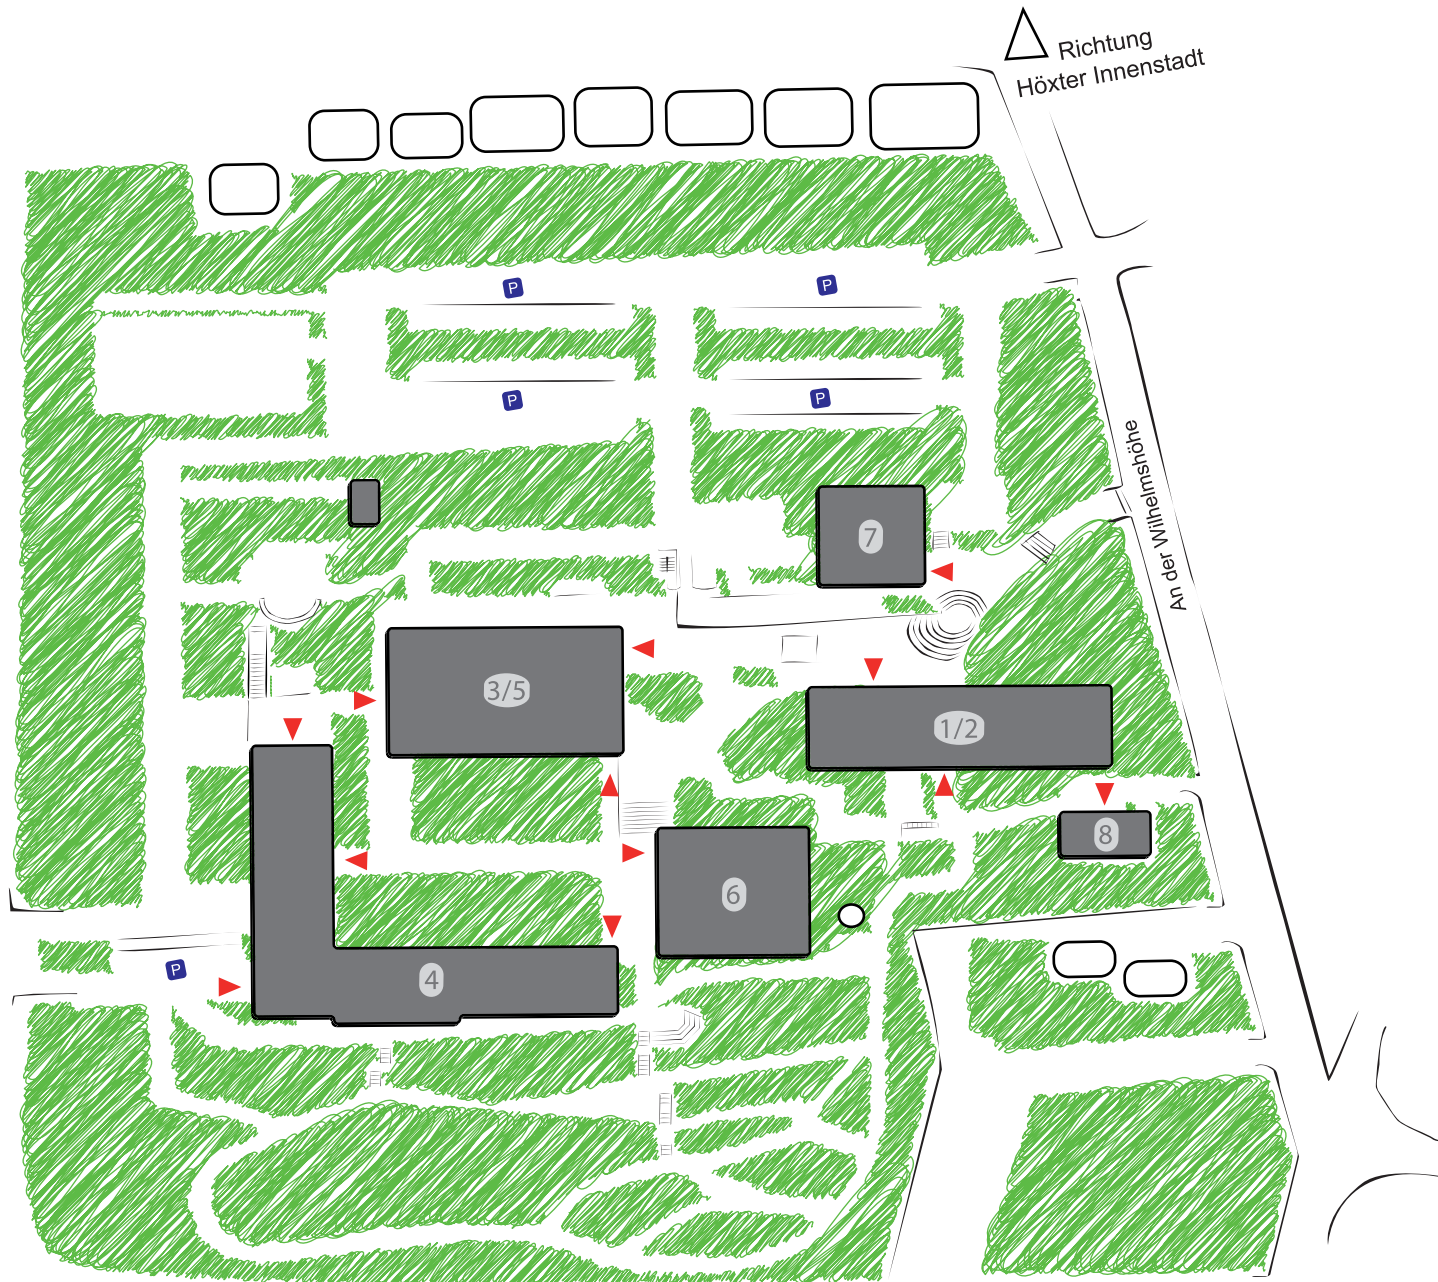 Richtung
Höxter Innenstadt
P
P
P
P
An der Wilhelmshöhe
7
3/5
1/2
8
6
P
4